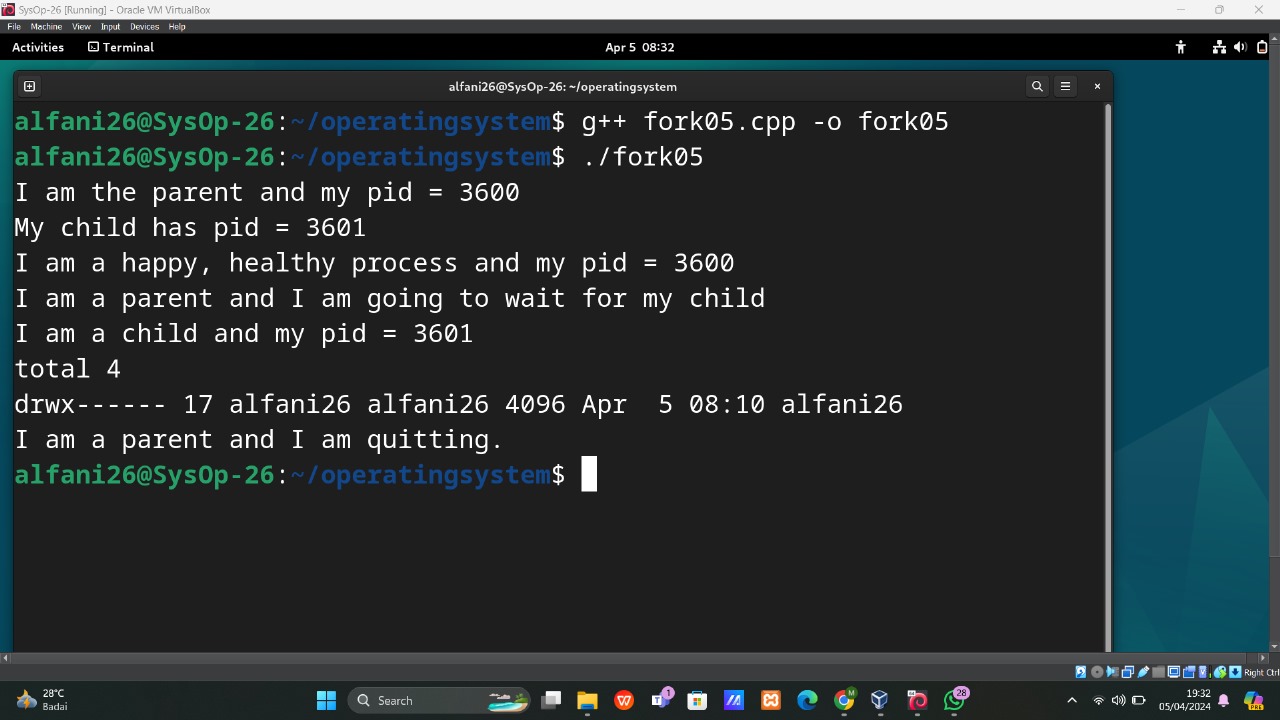 SysOp-26 [Running] - Oracle VM VirtualBox
File Machine View Input Devices Help
Activities Terminal Apr 5 08:32
alfani26@SysOp-26: ~/operatingsystem
alfani26@SysOp-26:~/operatingsystem$ g++ fork05.cpp -o fork05
alfani26@SysOp-26:~/operatingsystem$ ./fork05
I am the parent and my pid = 3600
My child has pid = 3601
I am a happy, healthy process and my pid = 3600
I am a parent and I am going to wait for my child
I am a child and my pid = 3601
total 4
drwx------ 17 alfani26 alfani26 4096 Apr  5 08:10 alfani26
I am a parent and I am quitting.
alfani26@SysOp-26:~/operatingsystem$
Right Ctrl
28°C
Badai
Search
1
28
19:32
05/04/2024
PRE